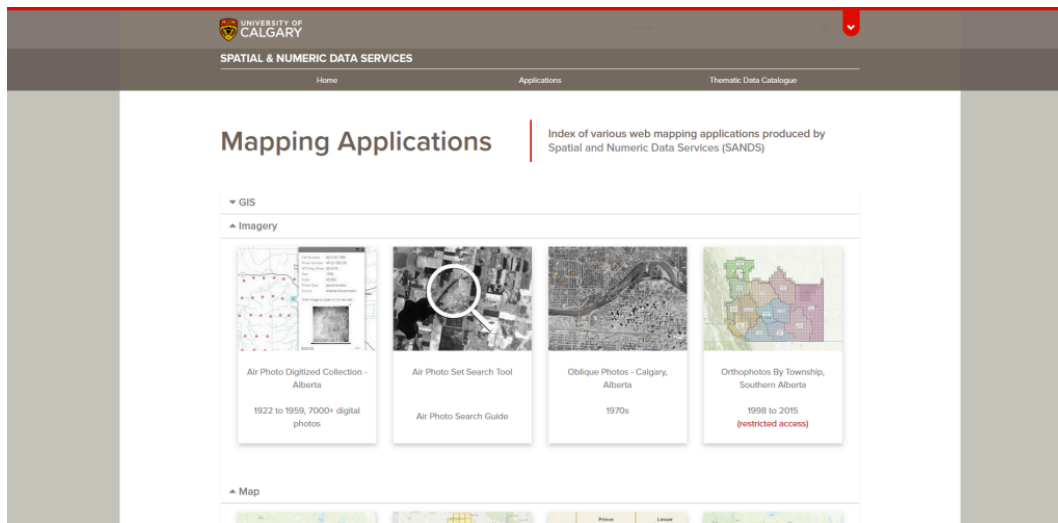 UNIVERSITY OF
CALGARY
SPATIAL & NUMERIC DATA SERVICES
Home
Applications
Thematic Data Catalogue
Mapping Applications
Index of various web mapping applications produced by
Spatial and Numeric Data Services (SANDS)
GIS
Imagery
Air Photo Digitized Collection -
Alberta
1922 to 1959, 7000+ digital
photos
Air Photo Set Search Tool
Air Photo Search Guide
Oblique Photos - Calgary,
Alberta
1970s
Orthophotos By Township,
Southern Alberta
1998 to 2015
(restricted access)
Map
Peace
Lesser